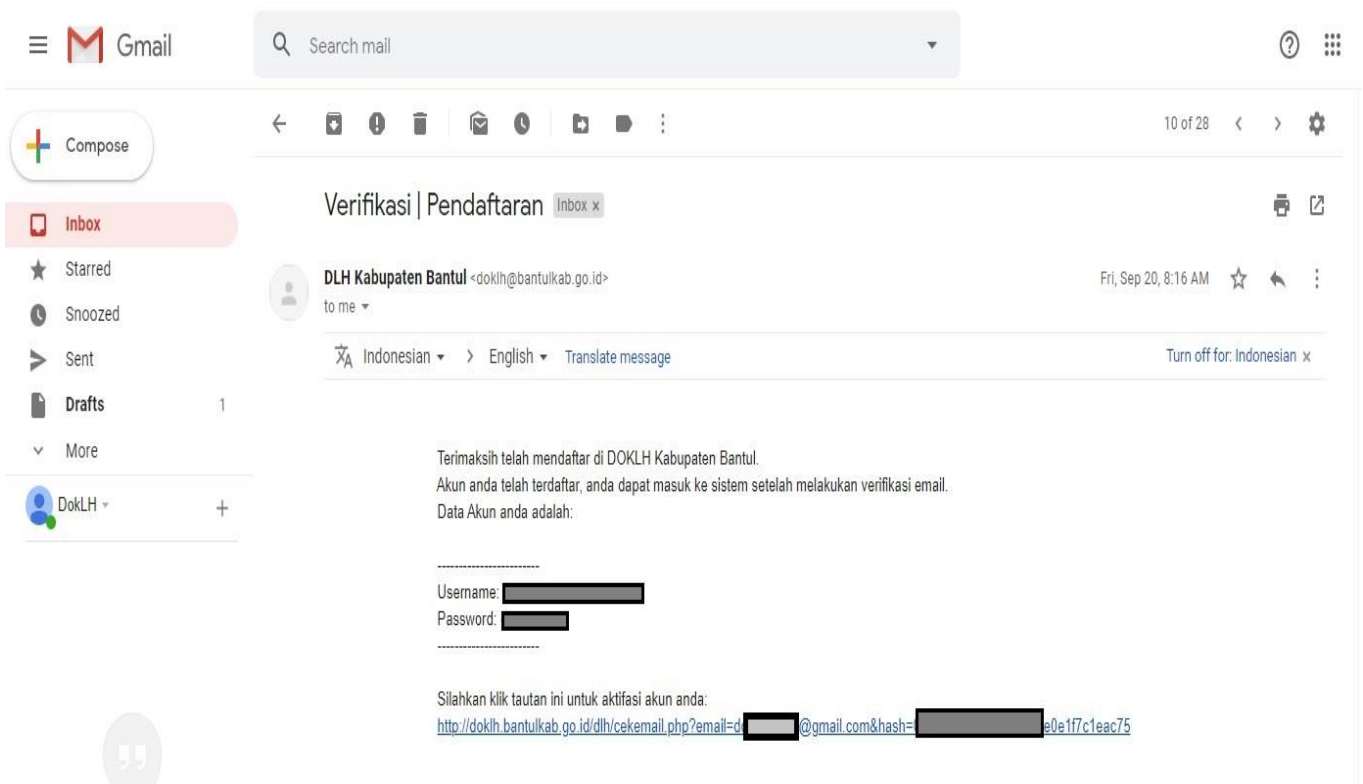 Gmail
Search mail
Compose
10 of 28
Verifikasi | Pendaftaran Inbox x
Inbox
Starred
DLH Kabupaten Bantul <doklh@bantulkab.go.id>
Fri, Sep 20, 8:16 AM
to me
Snoozed
Sent
Indonesian > English Translate message
Turn off for: Indonesian x
Drafts 1
More
DokLH
Terimaksih telah mendaftar di DOKLH Kabupaten Bantul.
Akun anda telah terdaftar, anda dapat masuk ke sistem setelah melakukan verifikasi email.
Data Akun anda adalah:
------------------------
Username:
Password:
------------------------
Silahkan klik tautan ini untuk aktifasi akun anda:
http://doklh.bantulkab.go.id/dlh/cekemail.php?email=d @gmail.com&hash= e0e1f7c1eac75